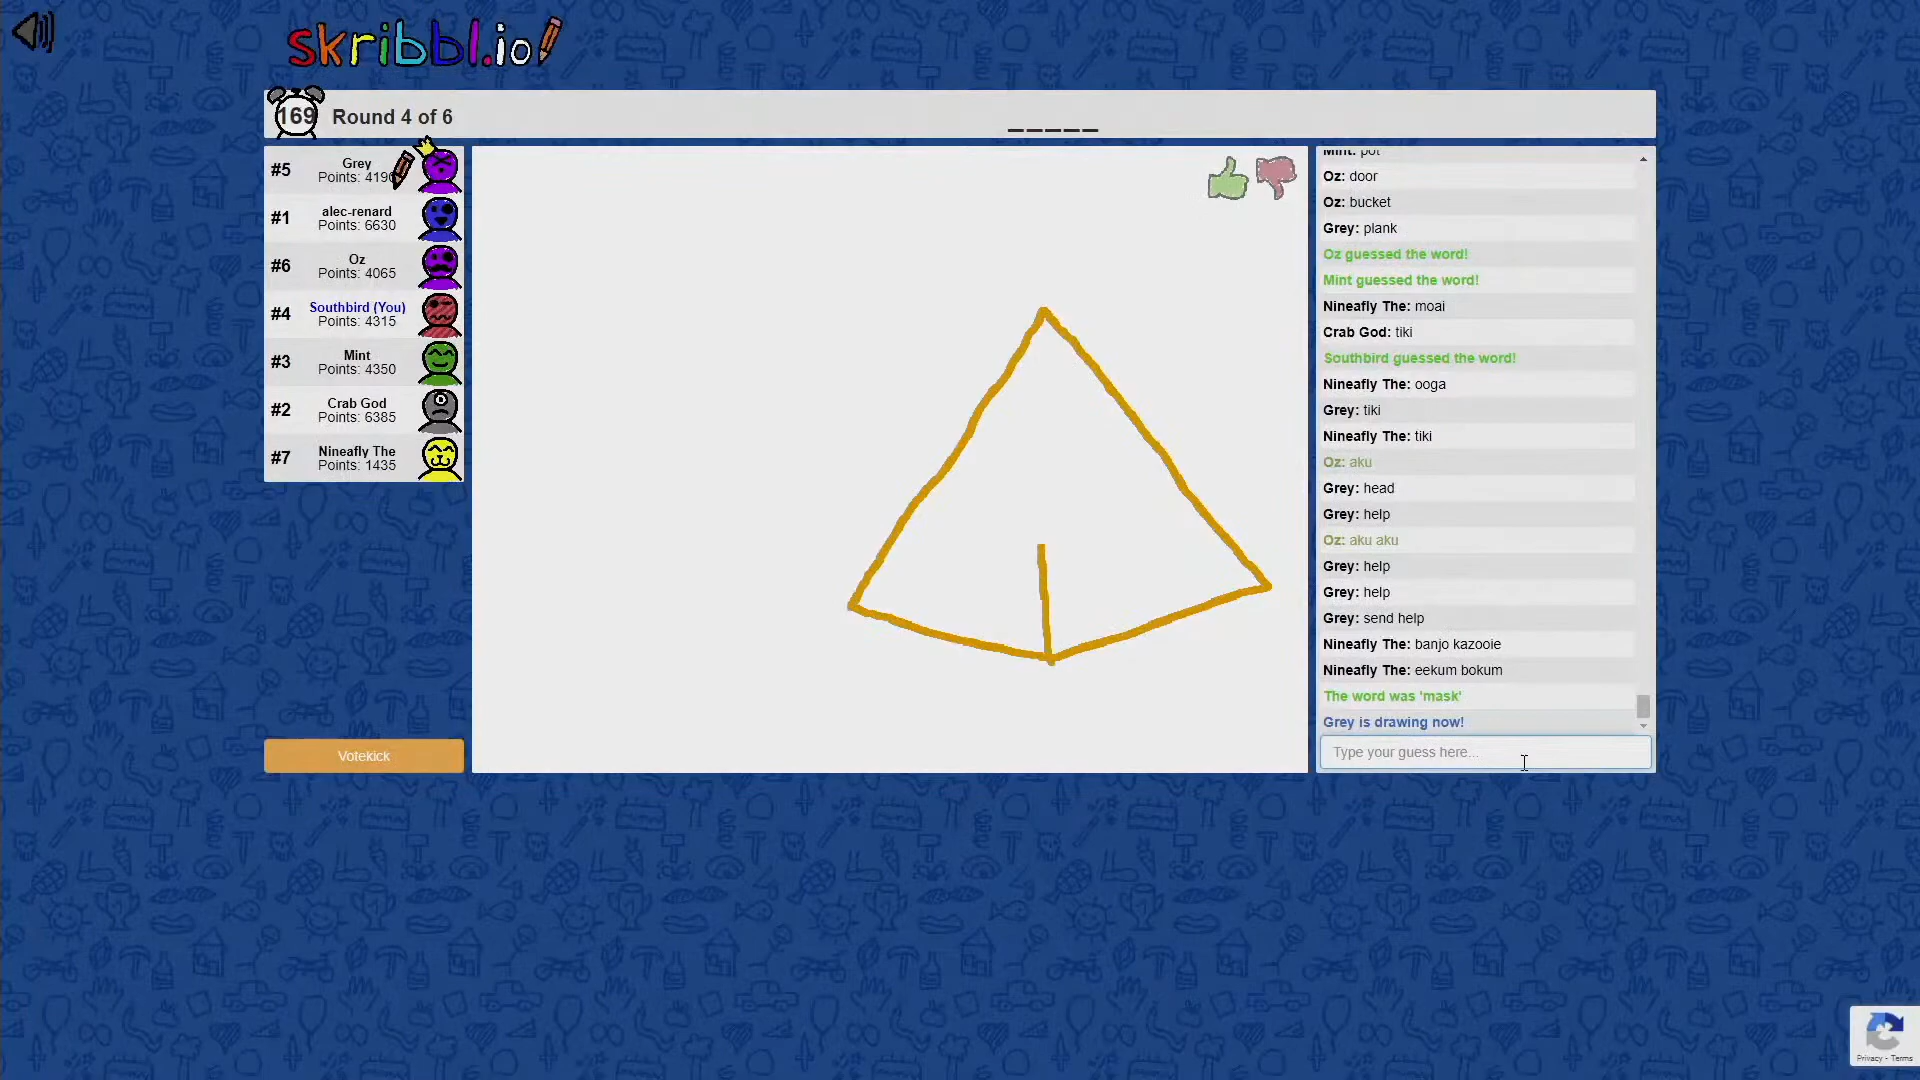 skribbl.io
169 Round 4 of 6
#5 Grey
Points: 4190
#1 alec-renard
Points: 6630
#6 Oz
Points: 4065
#4 Southbird (You)
Points: 4315
#3 Mint
Points: 4350
#2 Crab God
Points: 6385
#7 Nineafly The
Points: 1435
Votekick
Mint: pot
Oz: door
Oz: bucket
Grey: plank
Oz guessed the word!
Mint guessed the word!
Nineafly The: moai
Crab God: tiki
Southbird guessed the word!
Nineafly The: ooga
Grey: tiki
Nineafly The: tiki
Oz: aku
Grey: head
Grey: help
Oz: aku aku
Grey: help
Grey: help
Grey: send help
Nineafly The: banjo kazooie
Nineafly The: eekum bokum
The word was 'mask'
Grey is drawing now!
Type your guess here...
Privacy - Terms